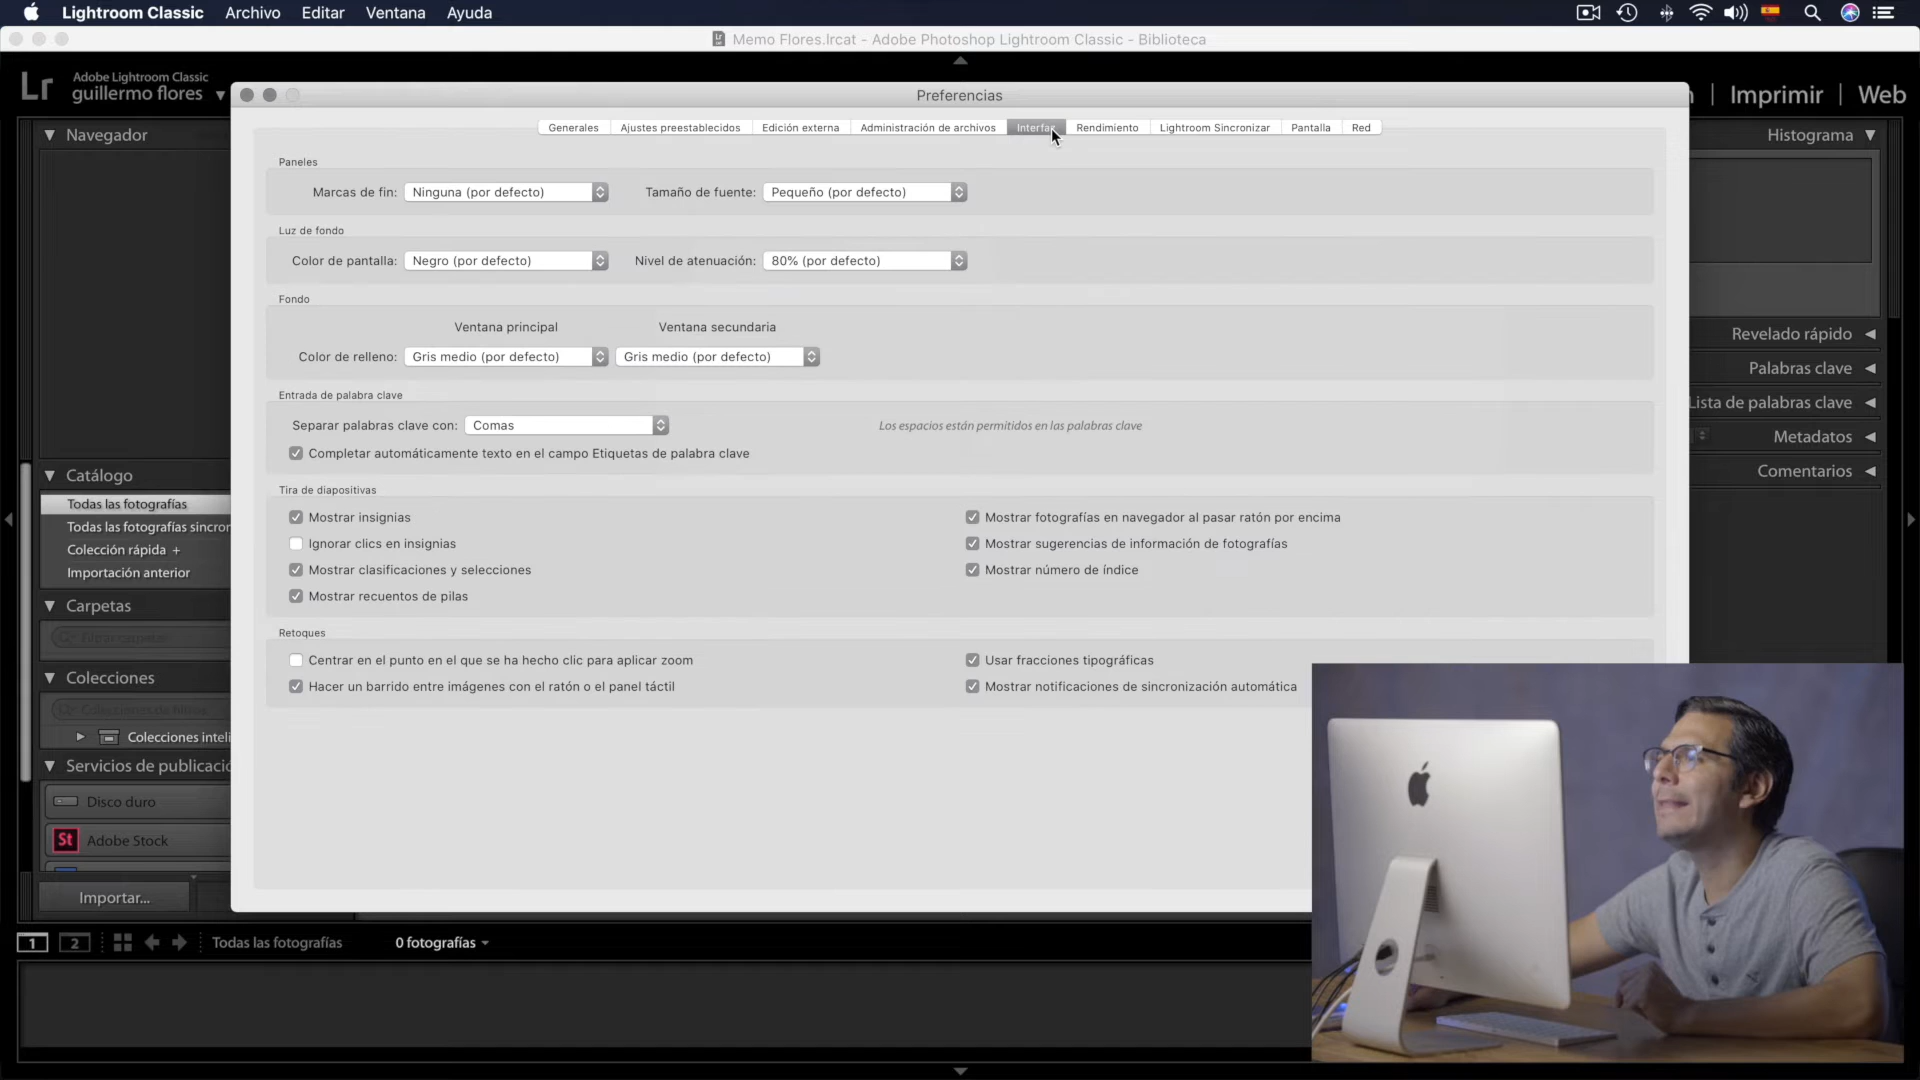 Lightroom Classic Archivo Editar Ventana Ayuda
Memo Flores.lrcat - Adobe Photoshop Lightroom Classic - Biblioteca
Lr Adobe Lightroom Classic
guillermo flores
Imprimir | Web
Preferencias
Generales Ajustes preestablecidos Edición externa Administración de archivos Interfaz Rendimiento Lightroom Sincronizar Pantalla Red
Navegador
Histograma
Paneles
Marcas de fin: Ninguna (por defecto) Tamaño de fuente: Pequeño (por defecto)
Luz de fondo
Color de pantalla: Negro (por defecto) Nivel de atenuación: 80% (por defecto)
Fondo
Ventana principal Ventana secundaria
Color de relleno: Gris medio (por defecto) Gris medio (por defecto)
Entrada de palabra clave
Separar palabras clave con: Comas Los espacios están permitidos en las palabras clave
Completar automáticamente texto en el campo Etiquetas de palabra clave
Tira de diapositivas
Mostrar insignias
Ignorar clics en insignias
Mostrar clasificaciones y selecciones
Mostrar recuentos de pilas
Mostrar fotografías en navegador al pasar ratón por encima
Mostrar sugerencias de información de fotografías
Mostrar número de índice
Retoques
Centrar en el punto en el que se ha hecho clic para aplicar zoom
Hacer un barrido entre imágenes con el ratón o el panel táctil
Usar fracciones tipográficas
Mostrar notificaciones de sincronización automática
Revelado rápido
Palabras clave
Lista de palabras clave
Metadatos
Comentarios
Catálogo
Todas las fotografías
Todas las fotografías sincron
Colección rápida +
Importación anterior
Carpetas
Colecciones
Colecciones inteli
Servicios de publicació
Disco duro
St Adobe Stock
Importar...
1 2 Todas las fotografías 0 fotografías